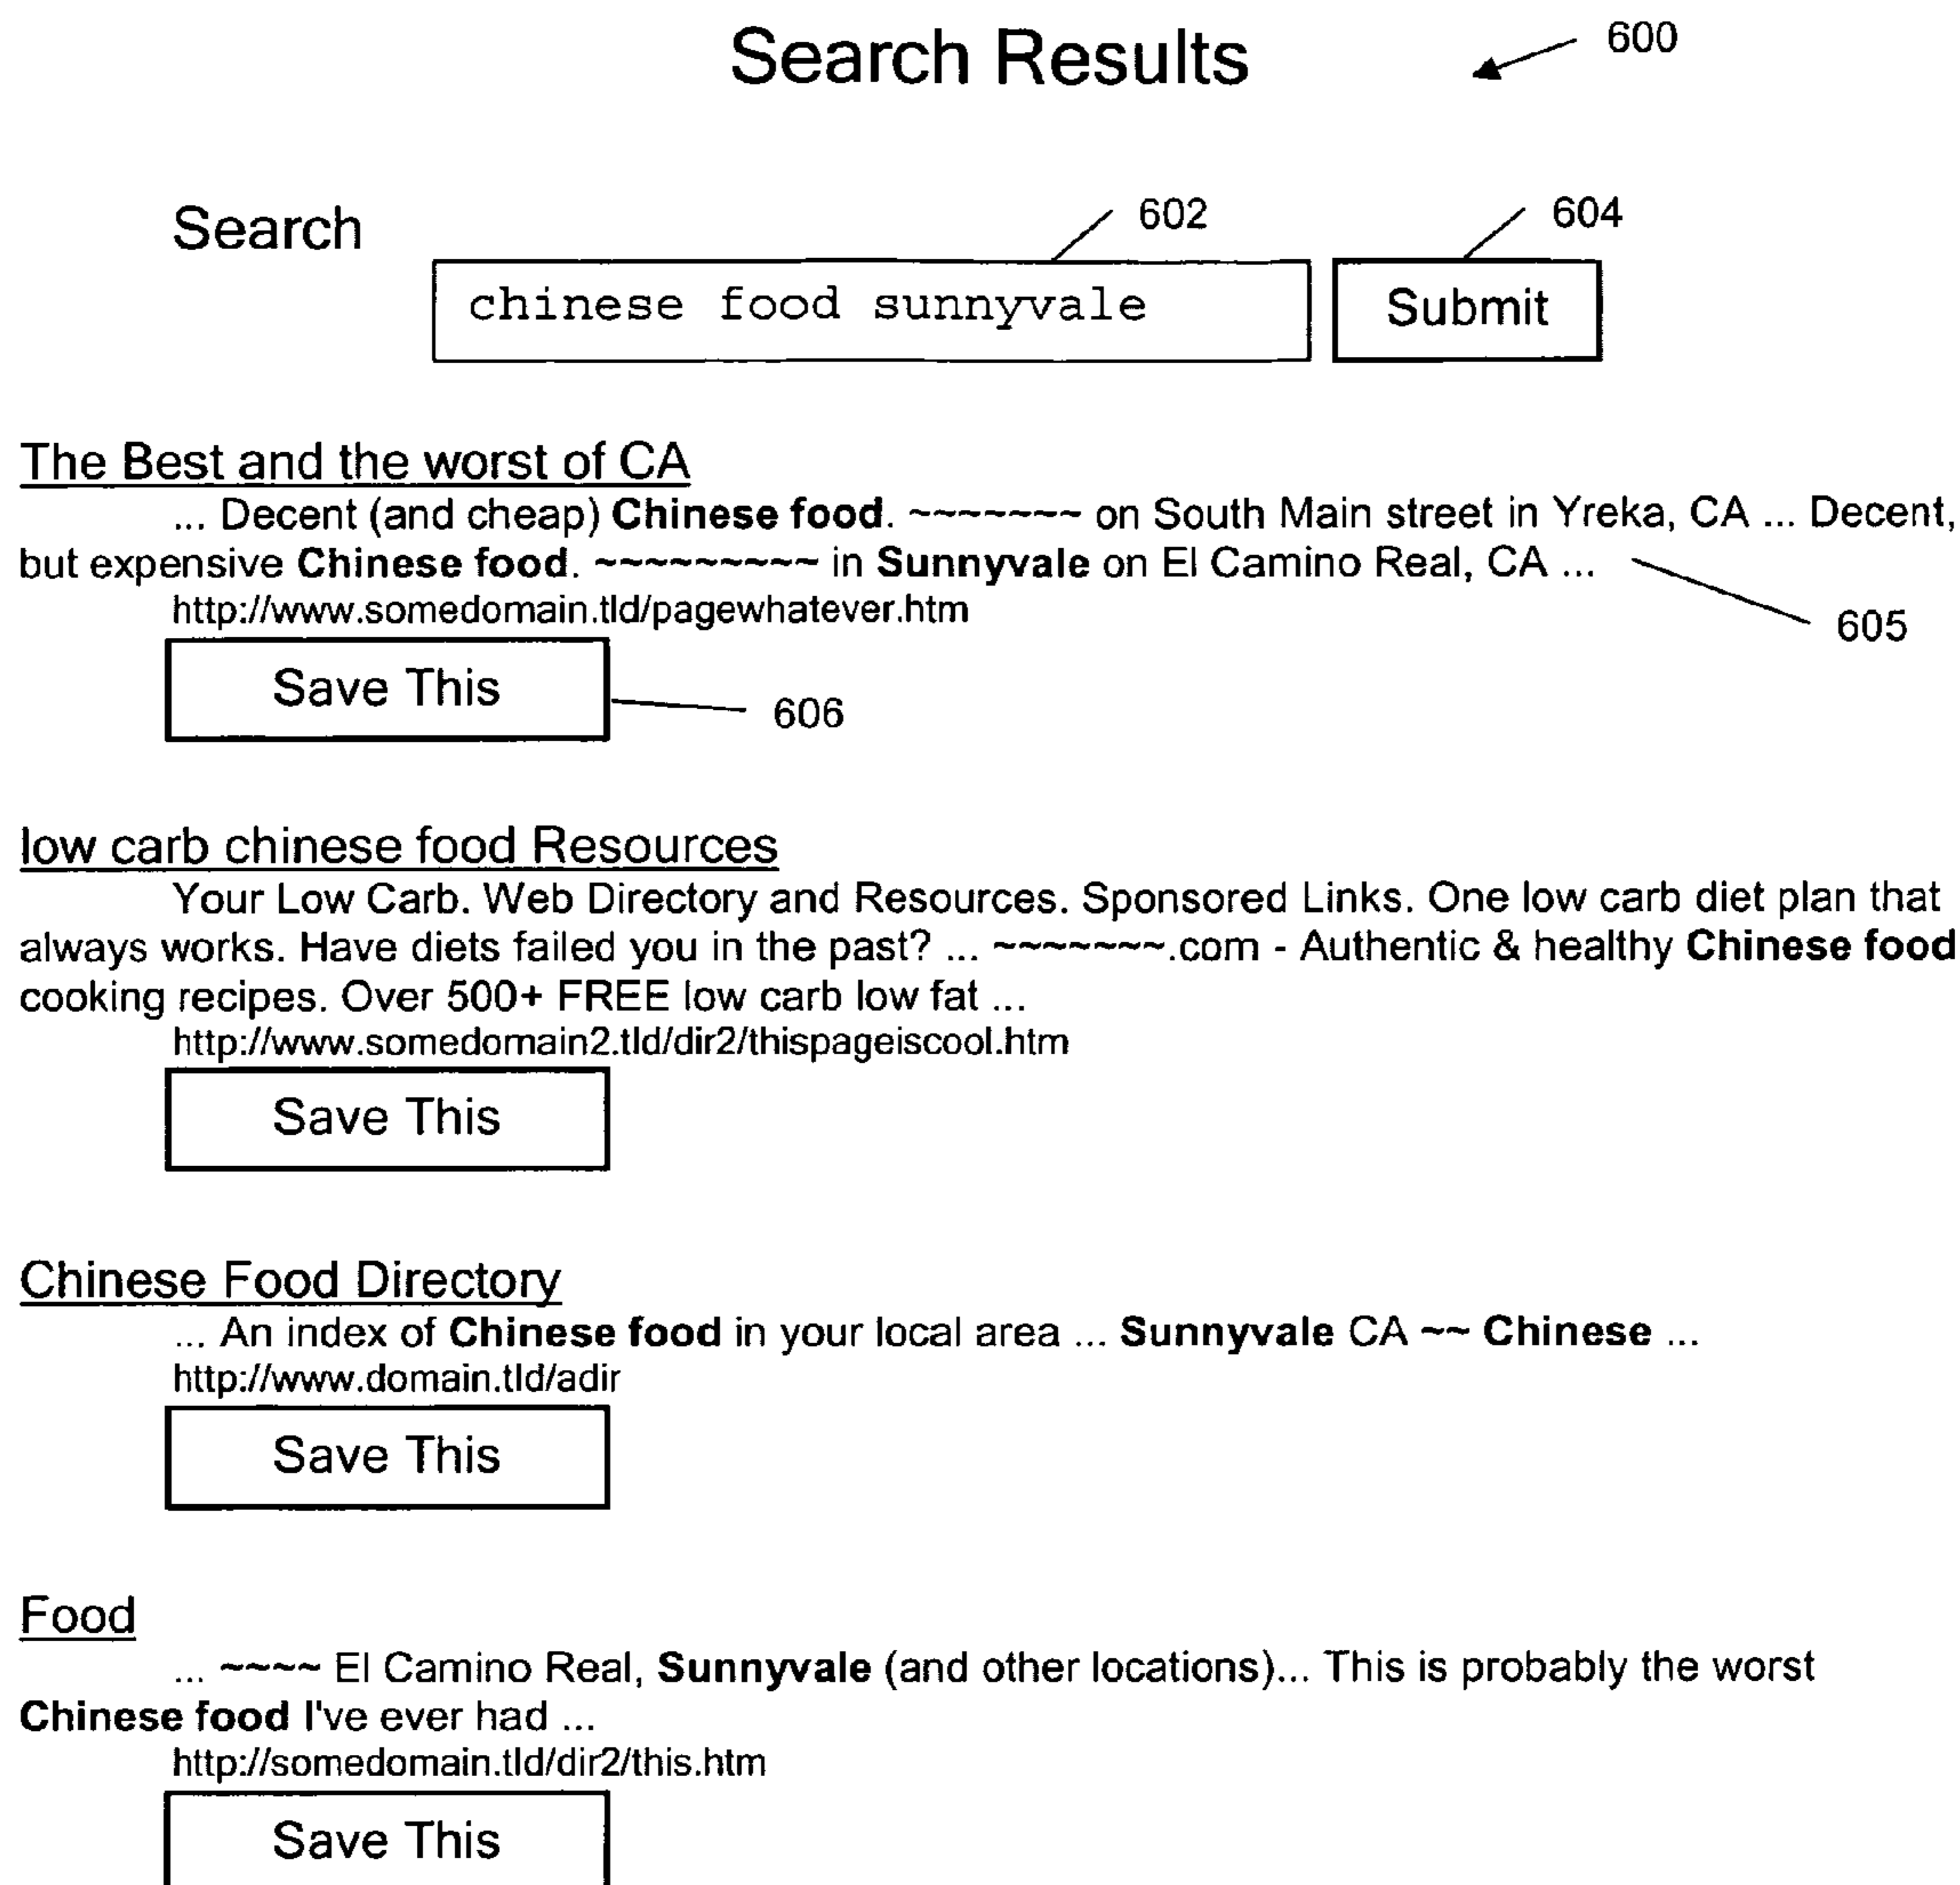 Search Results
600
Search
602
604
chinese food sunnyvale
Submit
The Best and the worst of CA
... Decent (and cheap) Chinese food. ~~~~~~~ on South Main street in Yreka, CA ... Decent,
but expensive Chinese food. ~~~~~~~~~ in Sunnyvale on El Camino Real, CA ...
605
http://www.somedomain.tld/pagewhatever.htm
Save This
606
low carb chinese food Resources
Your Low Carb. Web Directory and Resources. Sponsored Links. One low carb diet plan that
always works. Have diets failed you in the past? ... ~~~~~~~.com - Authentic & healthy Chinese food
cooking recipes. Over 500+ FREE low carb low fat ...
http://www.somedomain2.tld/dir2/thispageiscool.htm
Save This
Chinese Food Directory
... An index of Chinese food in your local area ... Sunnyvale CA ~~ Chinese ...
http://www.domain.tld/adir
Save This
Food
... ~~~~ El Camino Real, Sunnyvale (and other locations)... This is probably the worst
Chinese food I've ever had ...
http://somedomain.tld/dir2/this.htm
Save This